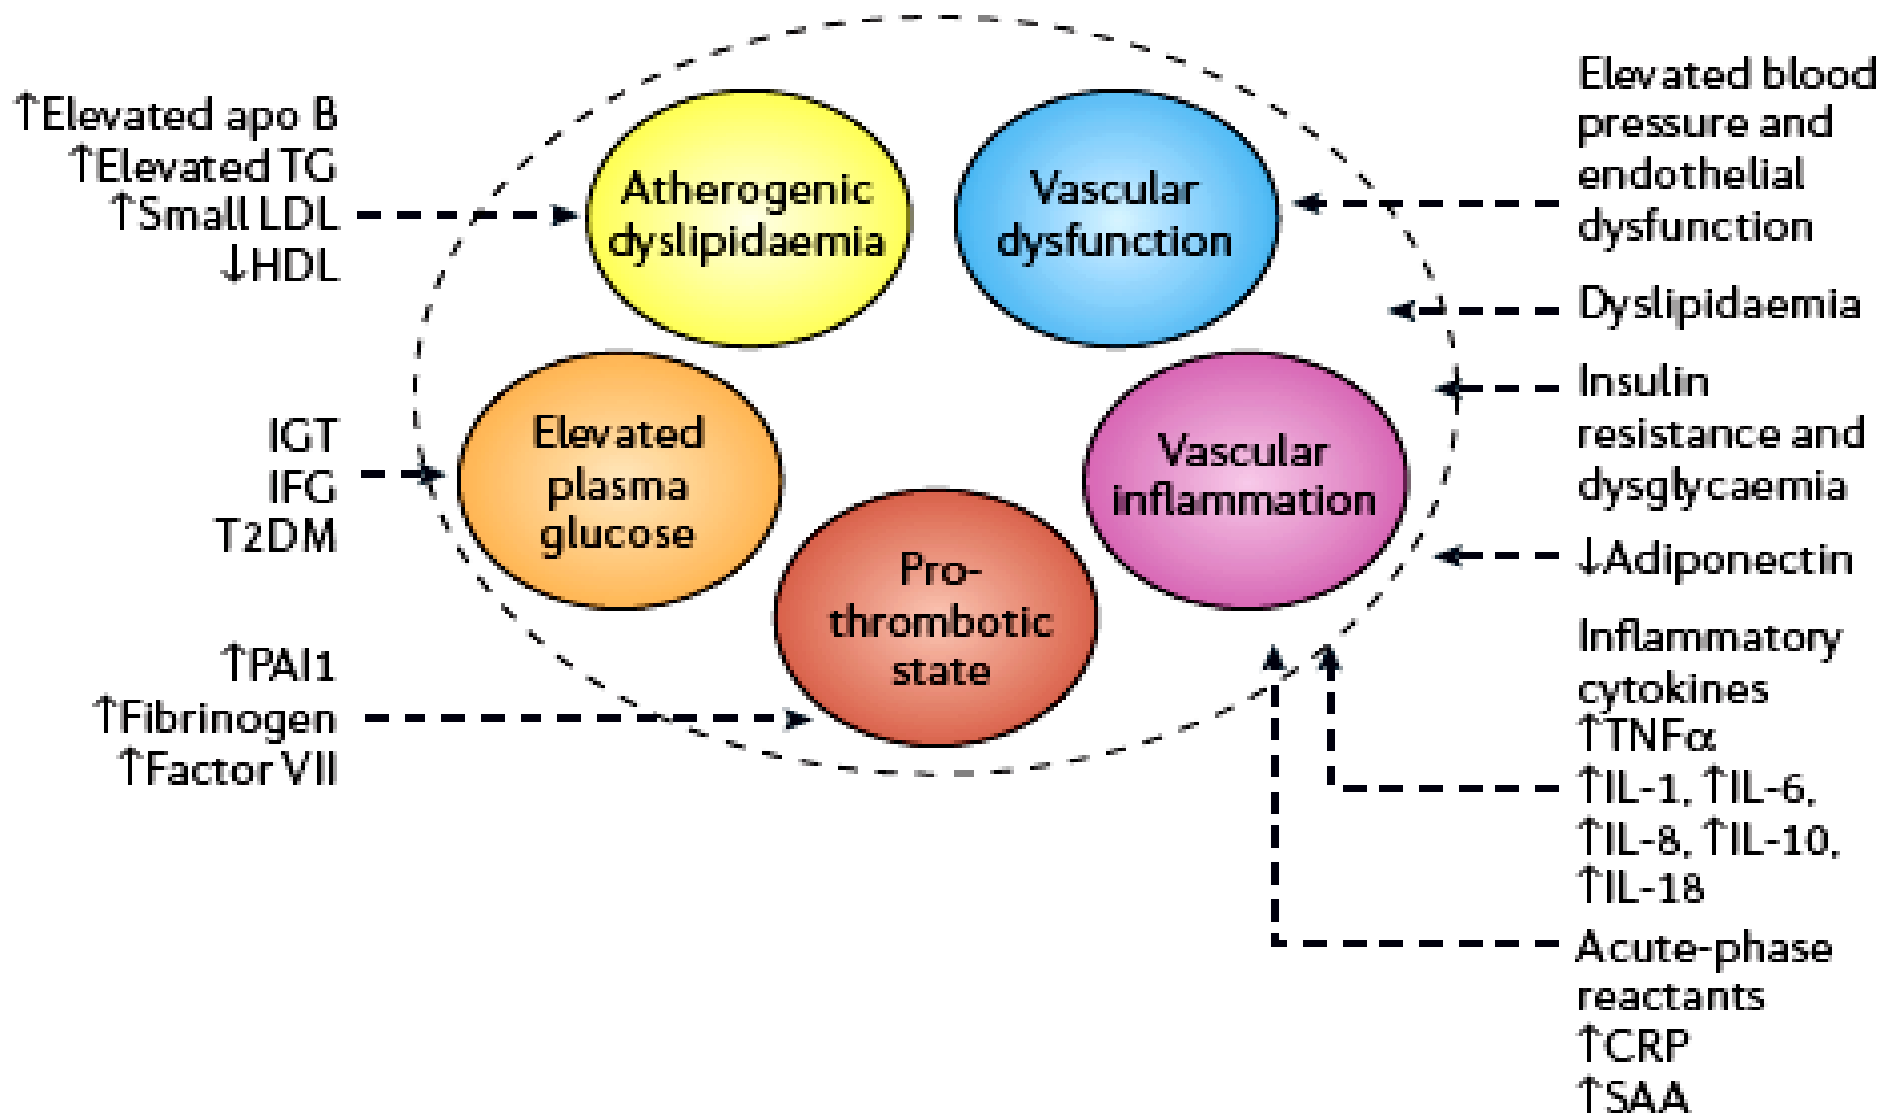 ↑Elevated apo B
↑Elevated TG
↑Small LDL
↓HDL
IGT
IFG
T2DM
↑PAI1
↑Fibrinogen
↑Factor VII
Atherogenic
dyslipidaemia
Vascular
dysfunction
Elevated
plasma
glucose
Vascular
inflammation
Pro-
thrombotic
state
Elevated blood
pressure and
endothelial
dysfunction
Dyslipidaemia
Insulin
resistance and
dysglycaemia
↓Adiponectin
Inflammatory
cytokines
↑TNFα
↑IL-1, ↑IL-6,
↑IL-8, ↑IL-10,
↑IL-18
Acute-phase
reactants
↑CRP
↑SAA